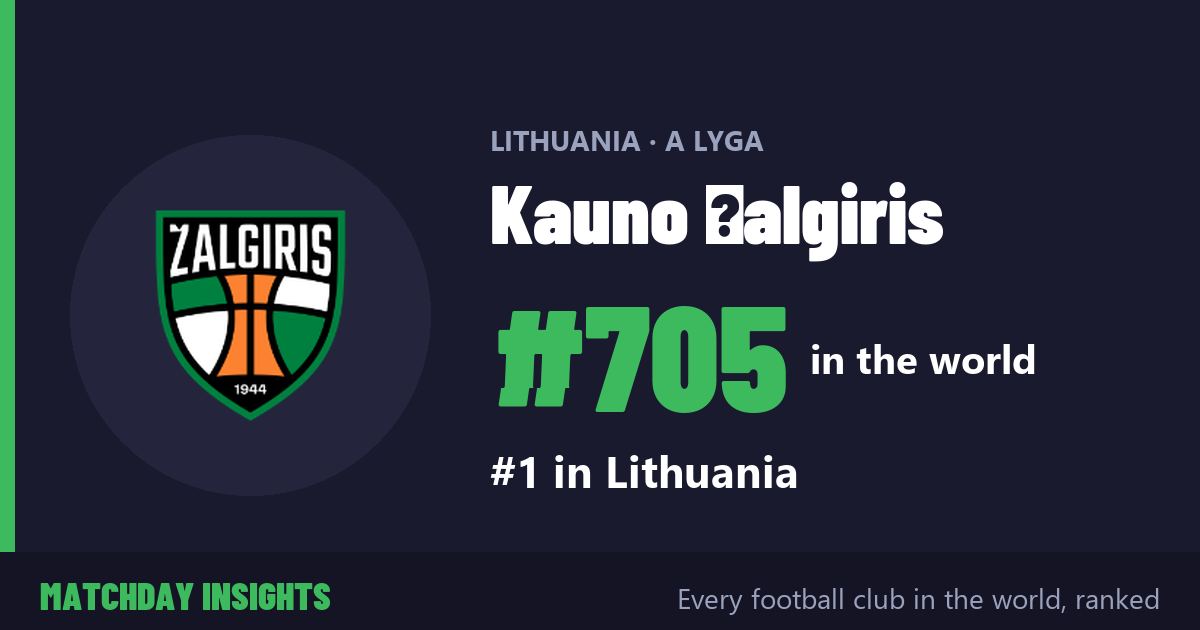 LITHUANIA · A LYGA
Kauno �algiris
ŽALGIRIS
1944
#705 in the world
#1 in Lithuania
MATCHDAY INSIGHTS
Every football club in the world, ranked